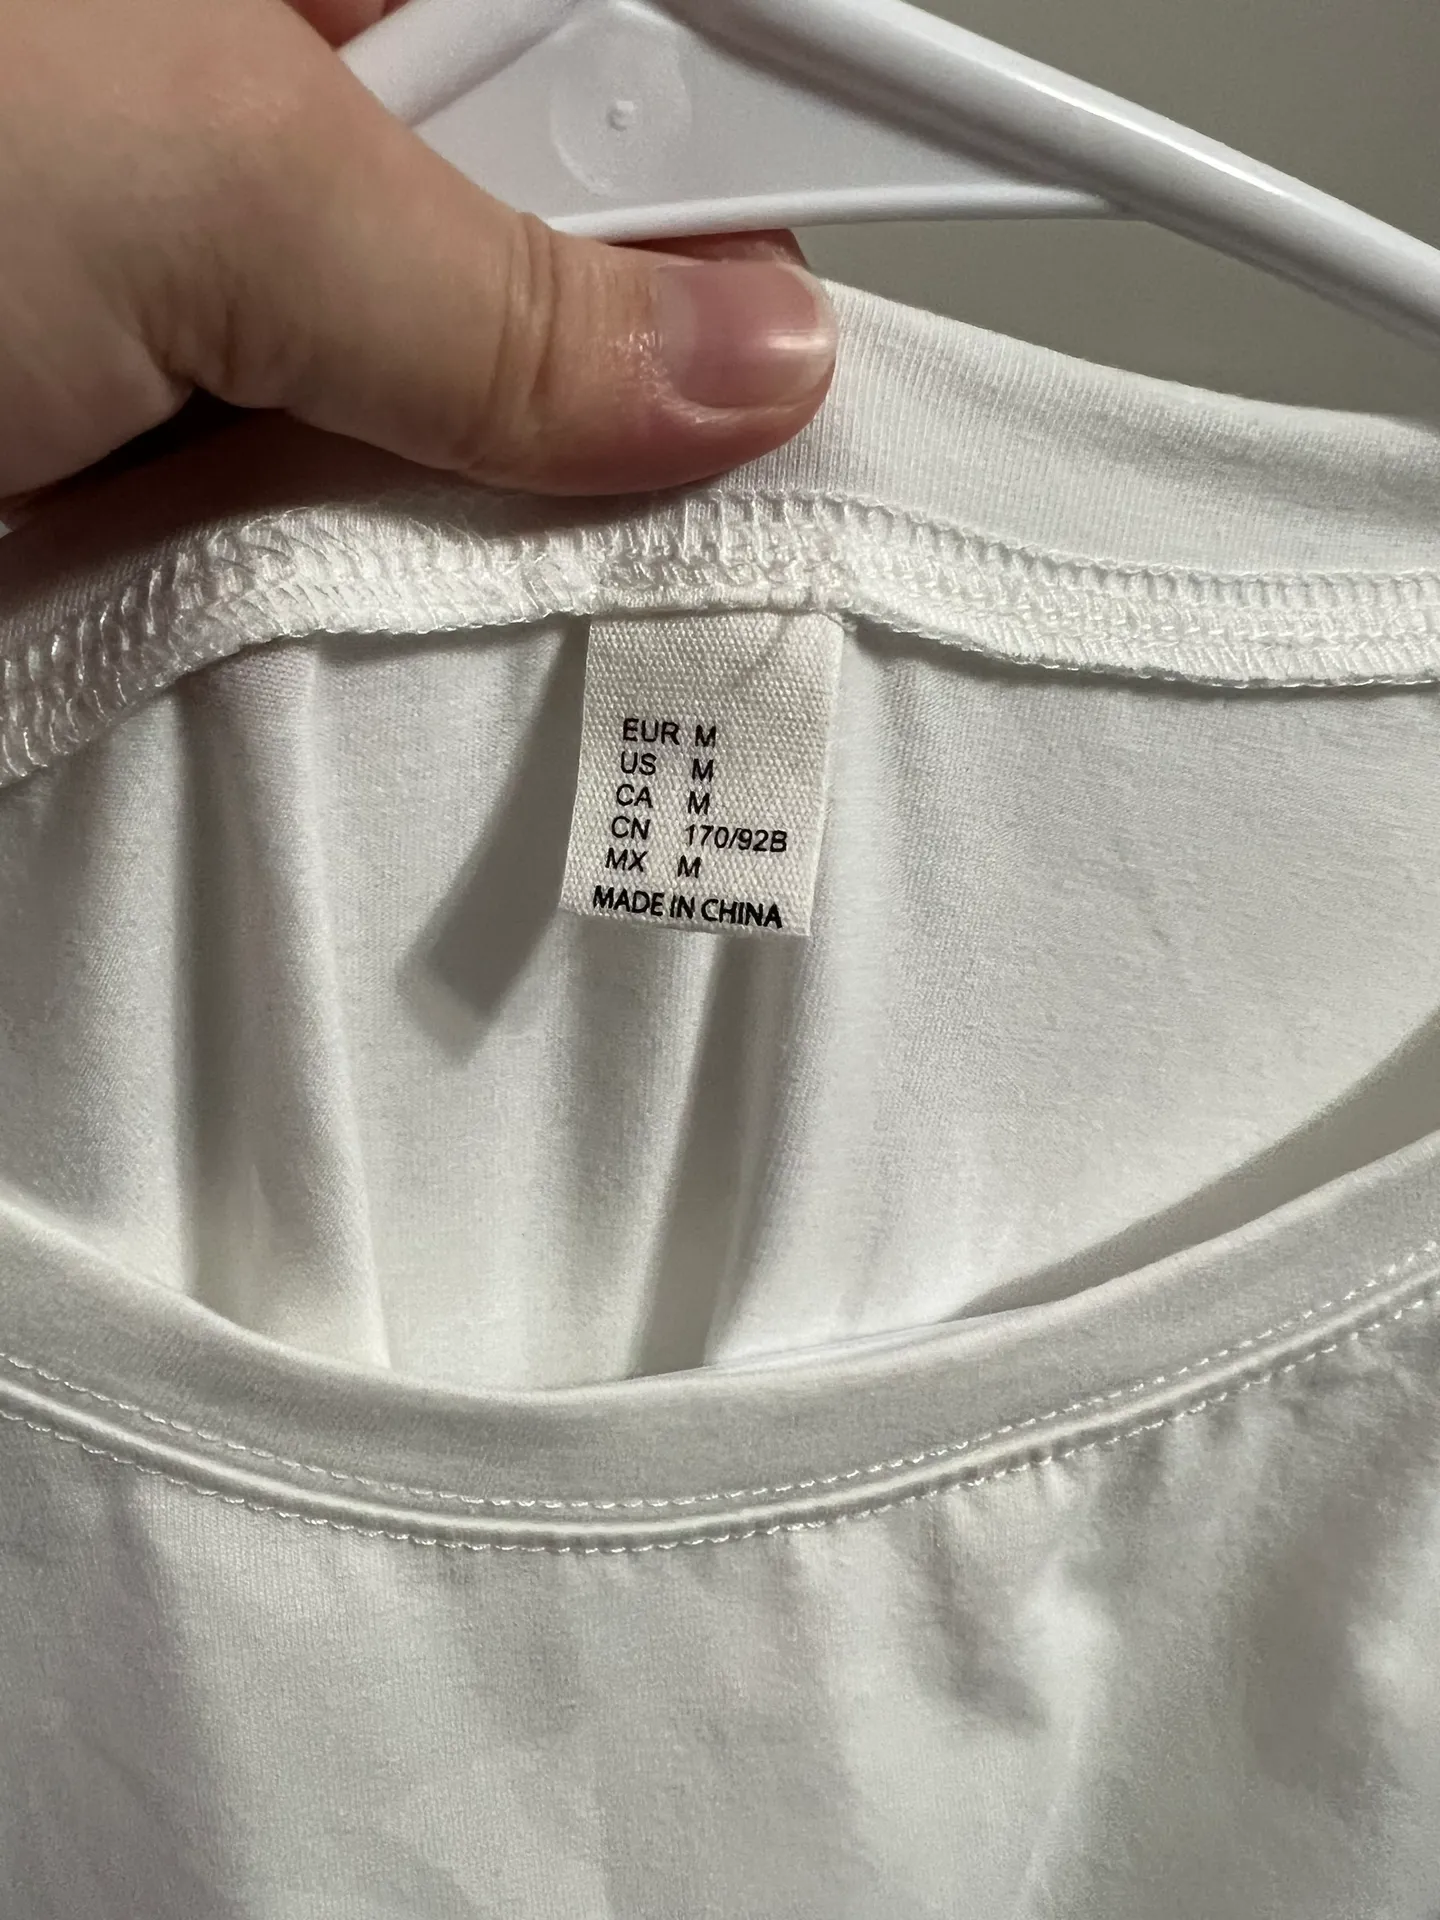 EUR M
US M
CA M
CN 170/92B
MX M
MADE IN CHINA